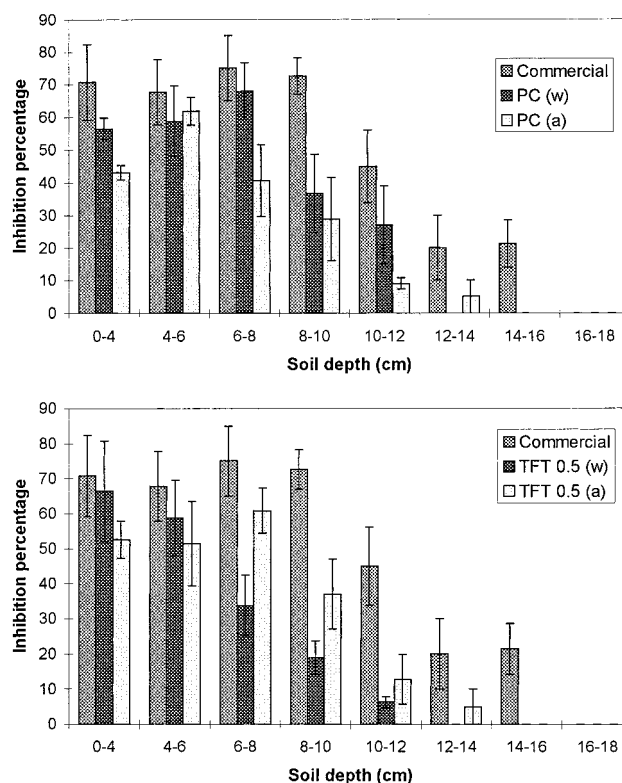 90
80
70
60
50
40
30
20
10
0
Inhibition percentage
Commercial
PC (w)
PC (a)
0-4 4-6 6-8 8-10 10-12 12-14 14-16 16-18
Soil depth (cm)
90
80
70
60
50
40
30
20
10
0
Inhibition percentage
Commercial
TFT 0.5 (w)
TFT 0.5 (a)
0-4 4-6 6-8 8-10 10-12 12-14 14-16 16-18
Soil depth (cm)